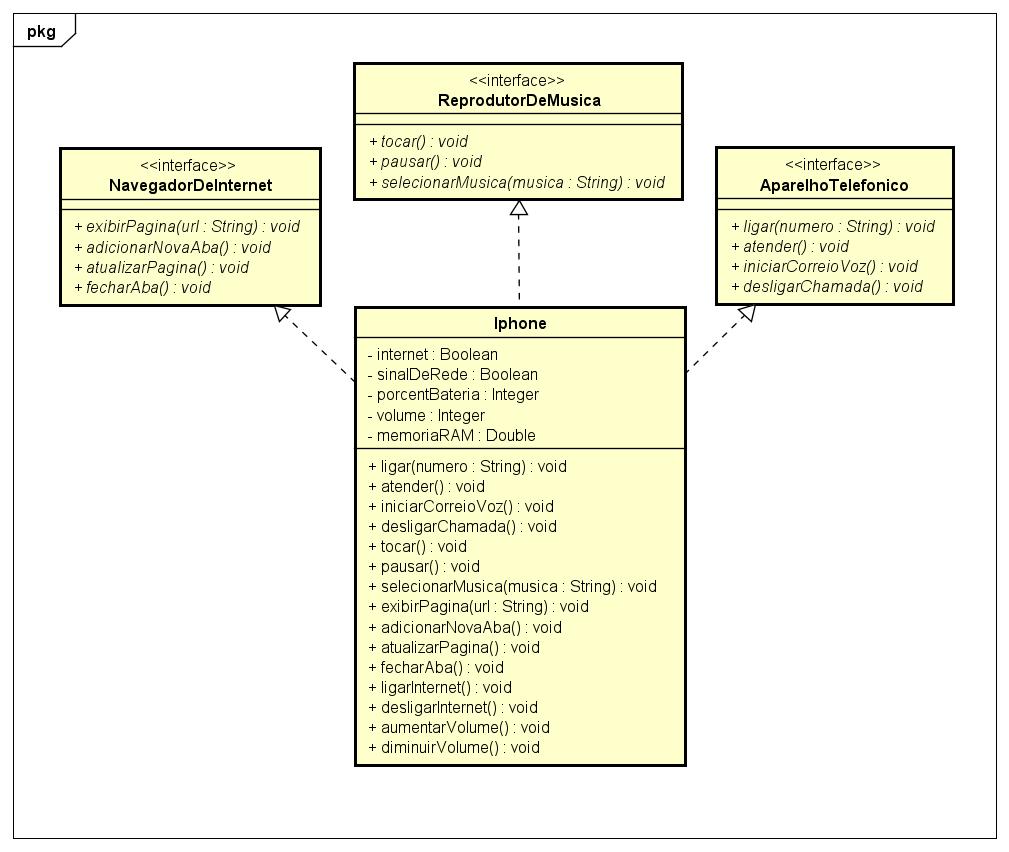 pkg
<<interface>>
ReprodutorDeMusica
+ tocar() : void
+ pausar() : void
+ selecionarMusica(musica : String) : void
<<interface>>
NavegadorDeInternet
+ exibirPagina(url : String) : void
+ adicionarNovaAba() : void
+ atualizarPagina() : void
+ fecharAba() : void
<<interface>>
AparelhoTelefonico
+ ligar(numero : String) : void
+ atender() : void
+ iniciarCorreioVoz() : void
+ desligarChamada() : void
Iphone
- internet : Boolean
- sinalDeRede : Boolean
- porcentBateria : Integer
- volume : Integer
- memoriaRAM : Double
+ ligar(numero : String) : void
+ atender() : void
+ iniciarCorreioVoz() : void
+ desligarChamada() : void
+ tocar() : void
+ pausar() : void
+ selecionarMusica(musica : String) : void
+ exibirPagina(url : String) : void
+ adicionarNovaAba() : void
+ atualizarPagina() : void
+ fecharAba() : void
+ ligarInternet() : void
+ desligarInternet() : void
+ aumentarVolume() : void
+ diminuirVolume() : void